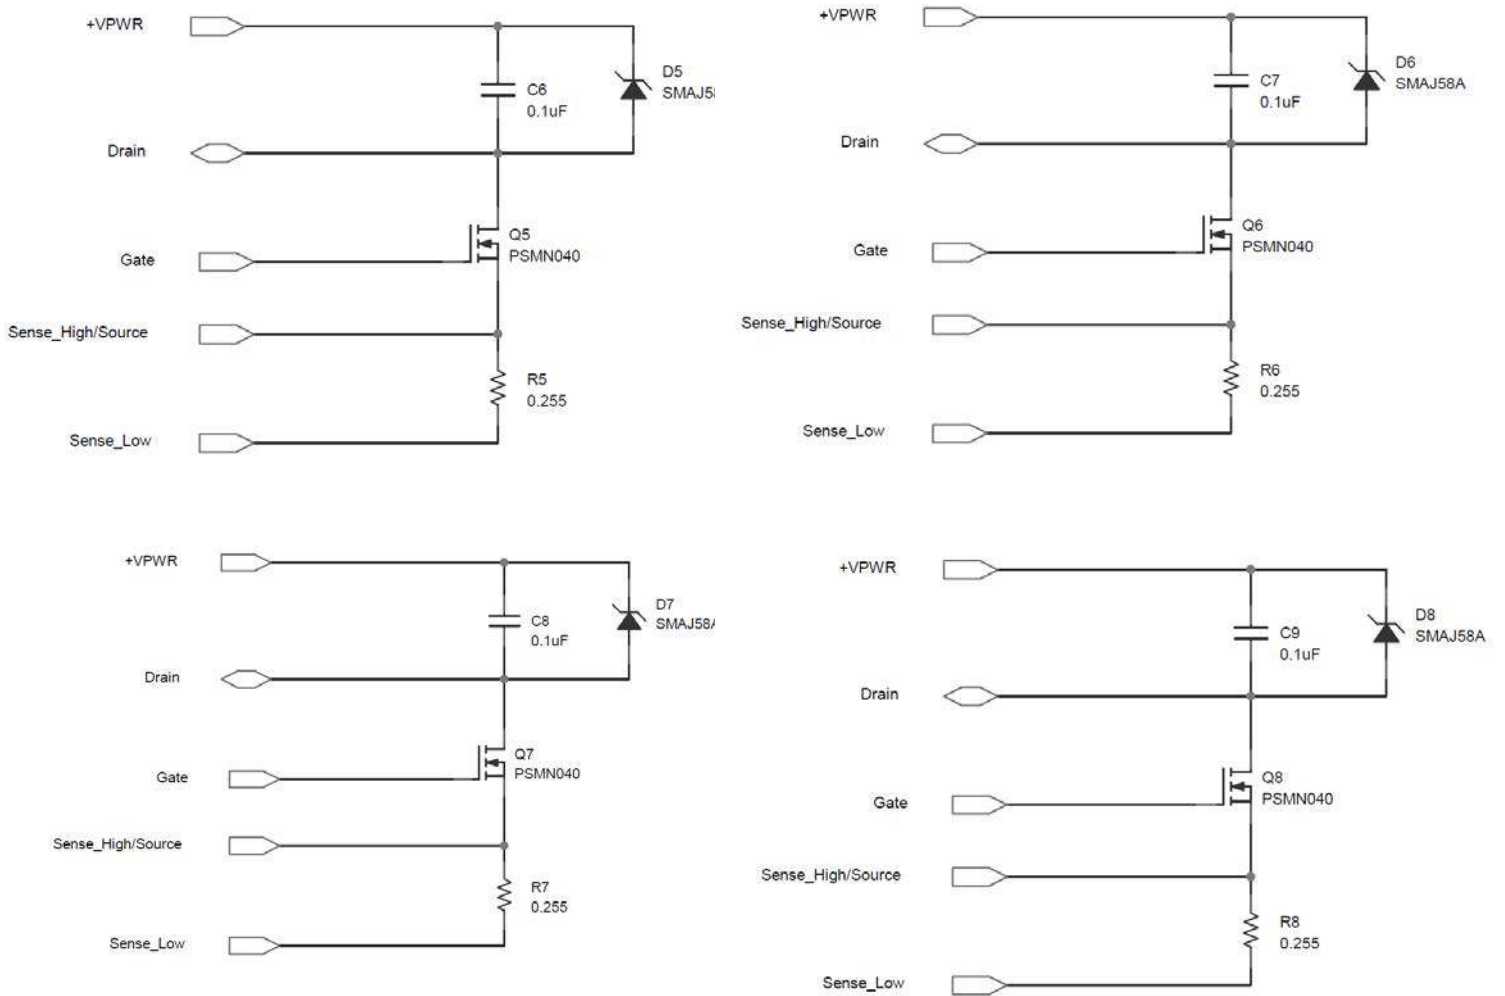 +VPWR
D5
SMAJ5
C6
0.1uF
Drain
Q5
PSMN040
Gate
Sense_High/Source
R5
0.255
Sense_Low
+VPWR
D6
SMAJ58A
C7
0.1uF
Drain
Q6
PSMN040
Gate
Sense_High/Source
R6
0.255
Sense_Low
+VPWR
D7
SMAJ58A
C8
0.1uF
Drain
Q7
PSMN040
Gate
Sense_High/Source
R7
0.255
Sense_Low
+VPWR
D8
SMAJ58A
C9
0.1uF
Drain
Q8
PSMN040
Gate
Sense_High/Source
R8
0.255
Sense_Low